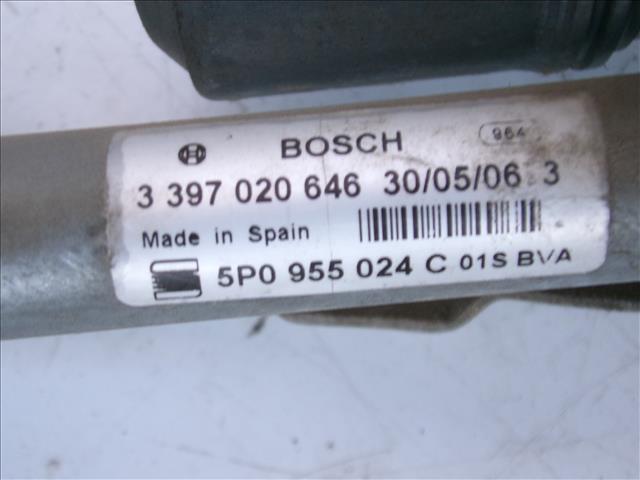 BOSCH 964
3 397 020 646 30/05/06 3
Made in Spain
5P0 955 024 C 01S BVA